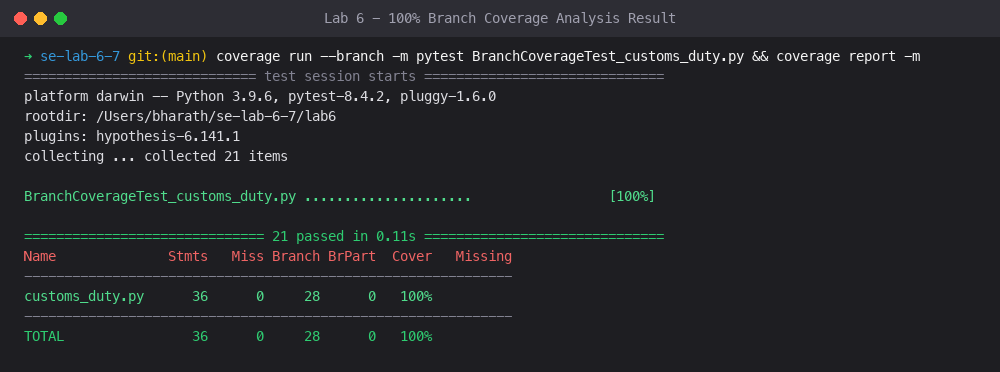 Lab 6 – 100% Branch Coverage Analysis Result
→ se-lab-6-7 git:(main) coverage run --branch -m pytest BranchCoverageTest_customs_duty.py && coverage report -m
============================= test session starts ==============================
platform darwin -- Python 3.9.6, pytest-8.4.2, pluggy-1.6.0
rootdir: /Users/bharath/se-lab-6-7/lab6
plugins: hypothesis-6.141.1
collecting ... collected 21 items
BranchCoverageTest_customs_duty.py ..................... [100%]
============================== 21 passed in 0.11s ==============================
Name Stmts Miss Branch BrPart Cover Missing
-------------------------------------------------------------
customs_duty.py 36 0 28 0 100%
-------------------------------------------------------------
TOTAL 36 0 28 0 100%